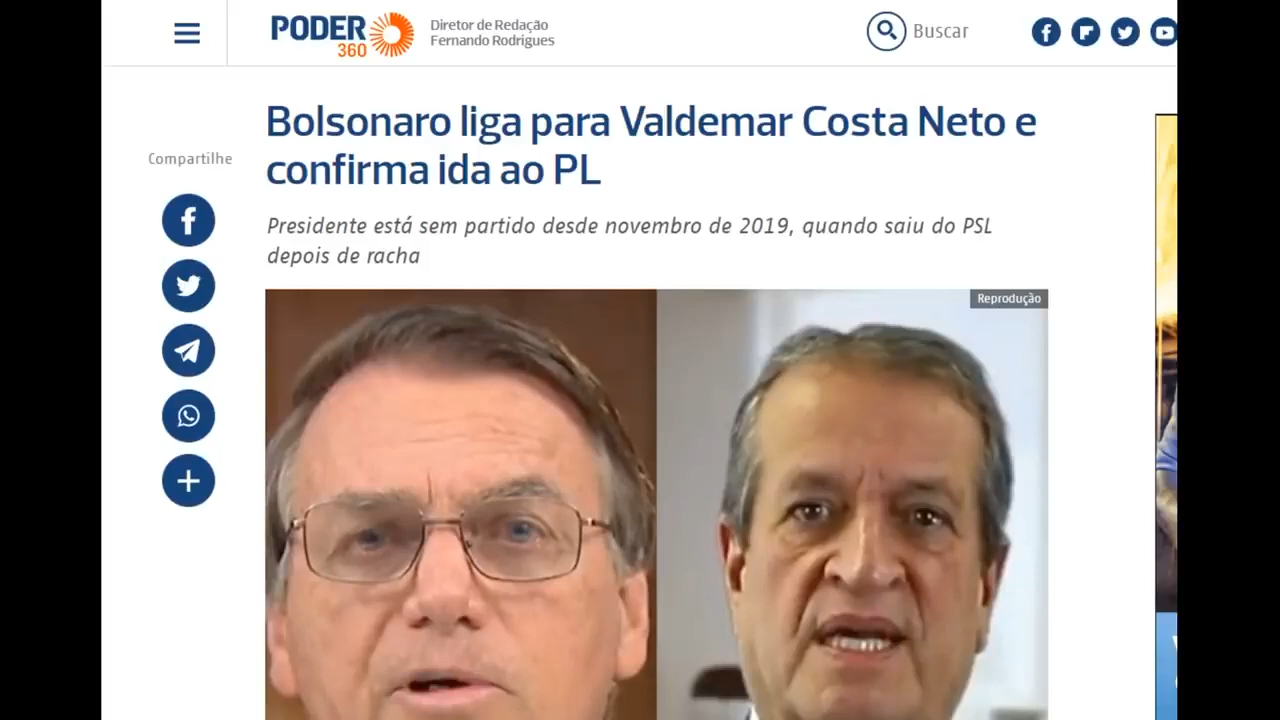 PODER
360
Diretor de Redação
Fernando Rodrigues
Buscar
Bolsonaro liga para Valdemar Costa Neto e
confirma ida ao PL
Compartilhe
Presidente está sem partido desde novembro de 2019, quando saiu do PSL
depois de racha
Reprodução